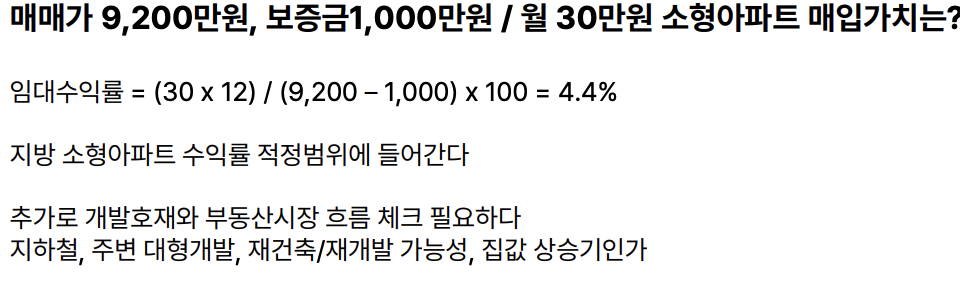 매매가 9,200만원, 보증금1,000만원 / 월 30만원 소형아파트 매입가치는?
임대수익률 = (30 x 12) / (9,200 – 1,000) x 100 = 4.4%
지방 소형아파트 수익률 적정범위에 들어간다
추가로 개발호재와 부동산시장 흐름 체크 필요하다
지하철, 주변 대형개발, 재건축/재개발 가능성, 집값 상승기인가